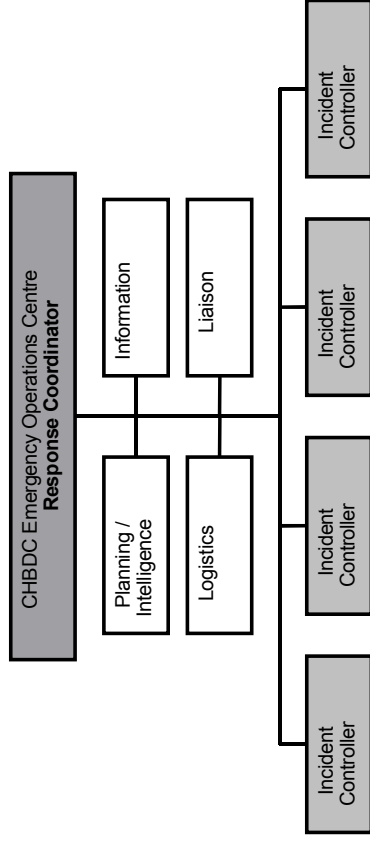 CHBDC Emergency Operations Centre
Response Coordinator
Planning /
Intelligence
Information
Logistics
Liaison
Incident
Controller
Incident
Controller
Incident
Controller
Incident
Controller